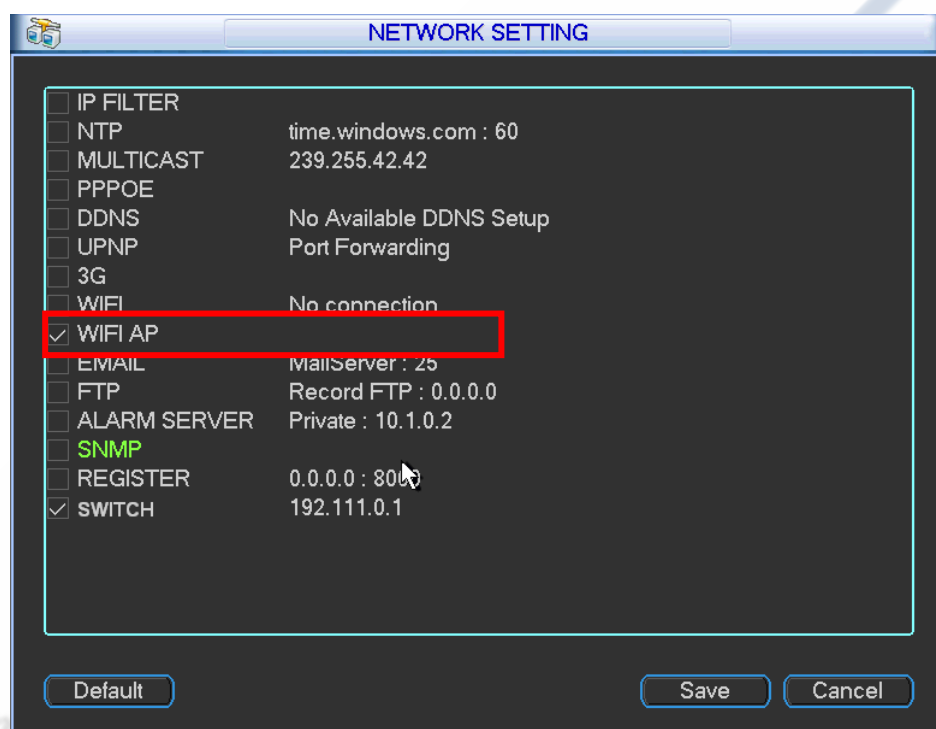 NETWORK SETTING
IP FILTER
NTP time.windows.com : 60
MULTICAST 239.255.42.42
PPPOE
DDNS No Available DDNS Setup
UPNP Port Forwarding
3G
WIFI No connection
WIFI AP
EMAIL MailServer : 25
FTP Record FTP : 0.0.0.0
ALARM SERVER Private : 10.1.0.2
SNMP
REGISTER 0.0.0.0 :
SWITCH 192.111.0.1
Default Save Cancel